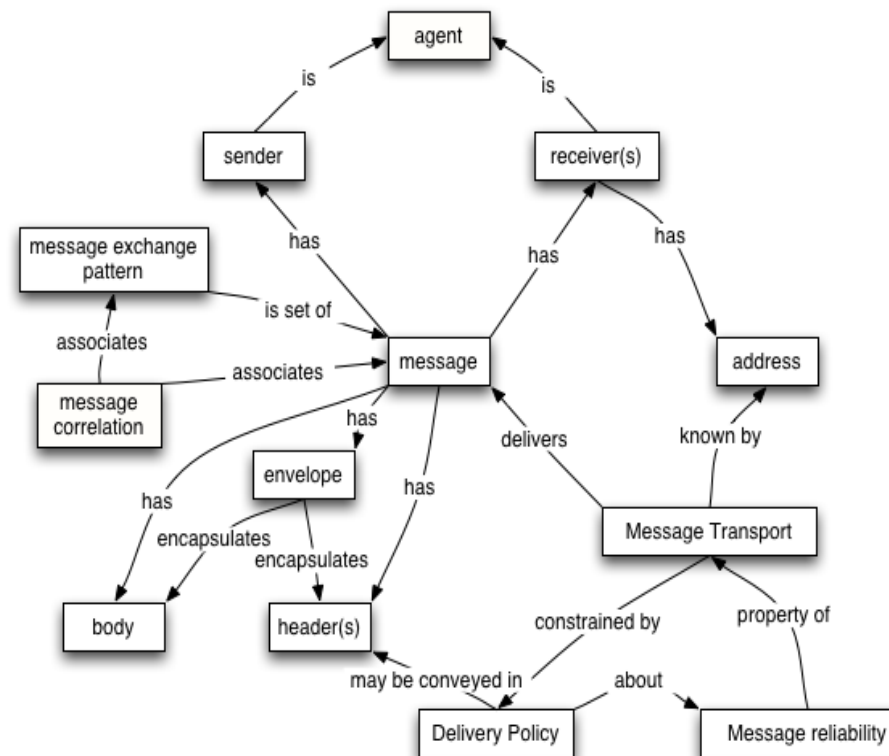 agent
is
is
sender
receiver(s)
has
has
has
message exchange
pattern
is set of
associates
associates
message
address
message
correlation
has
delivers
known by
envelope
has
has
Message Transport
encapsulates
encapsulates
body
header(s)
constrained by
property of
may be conveyed in
about
Delivery Policy
Message reliability